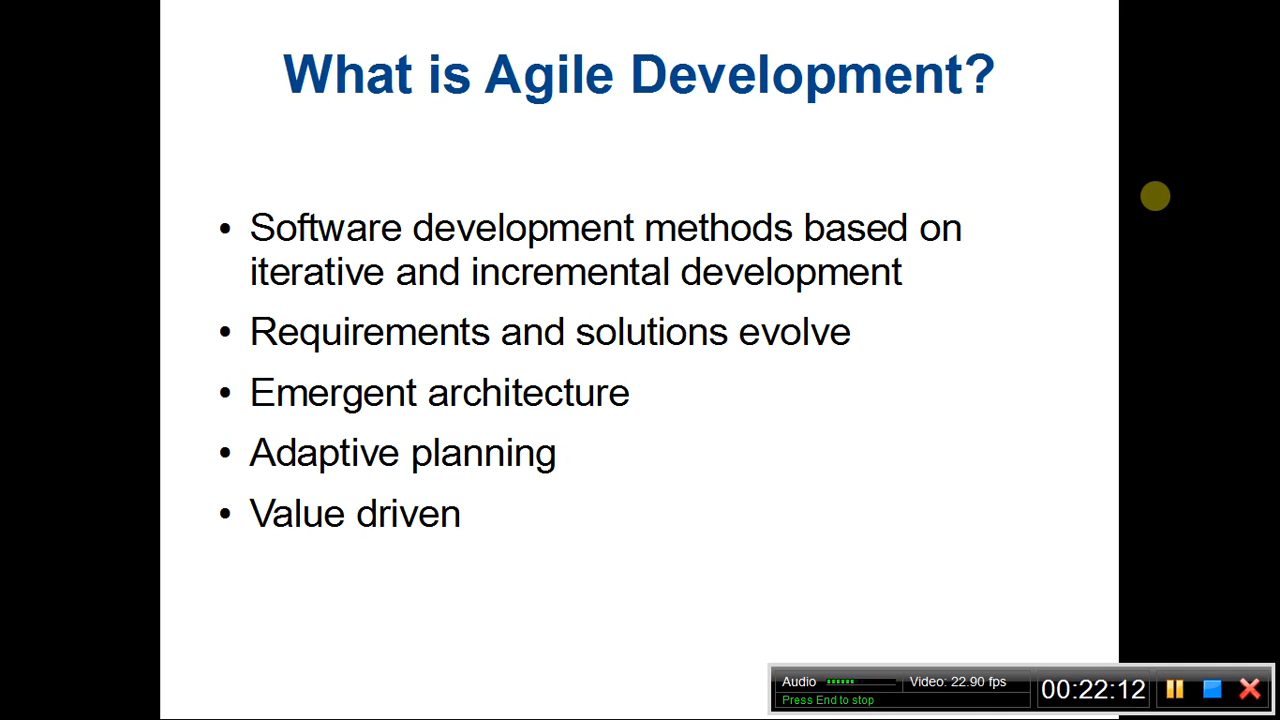 What is Agile Development?
• Software development methods based on
iterative and incremental development
• Requirements and solutions evolve
• Emergent architecture
• Adaptive planning
• Value driven
Audio
Video: 22.90 fps
Press End to stop
00:22:12